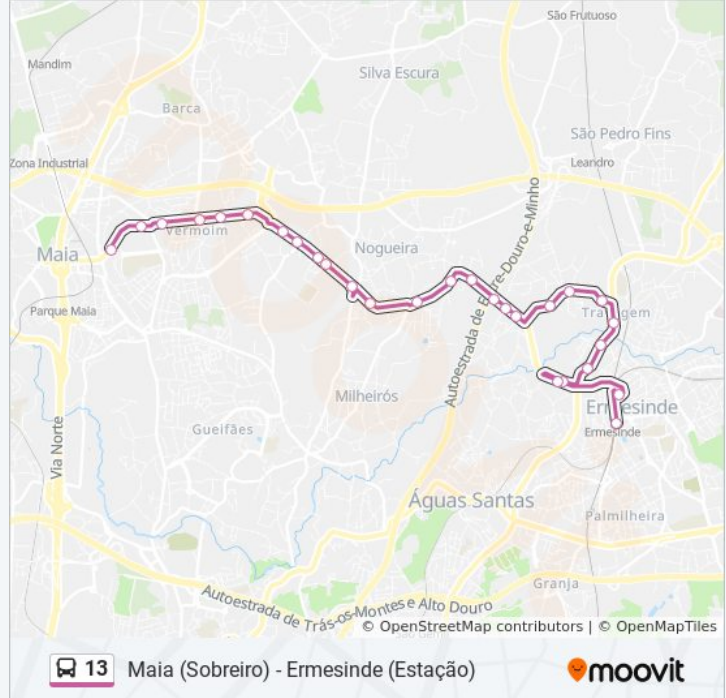 São Frutuoso
Mandim
Silva Escura
Barca
São Pedro Fins
Zona Industrial
Leandro
Vermoim
Nogueira
Maia
Autoestrada de Entre-Douro-e-Minho
Parque Maia
Travagem
Milheirós
Ermesinde
Gueifães
Ermesinde
Via Norte
Águas Santas
Palmilheira
Granja
Autoestrada de Trás-os-Montes e Alto Douro
© OpenStreetMap contributors | © OpenMapTiles
13 Maia (Sobreiro) - Ermesinde (Estação) moovit